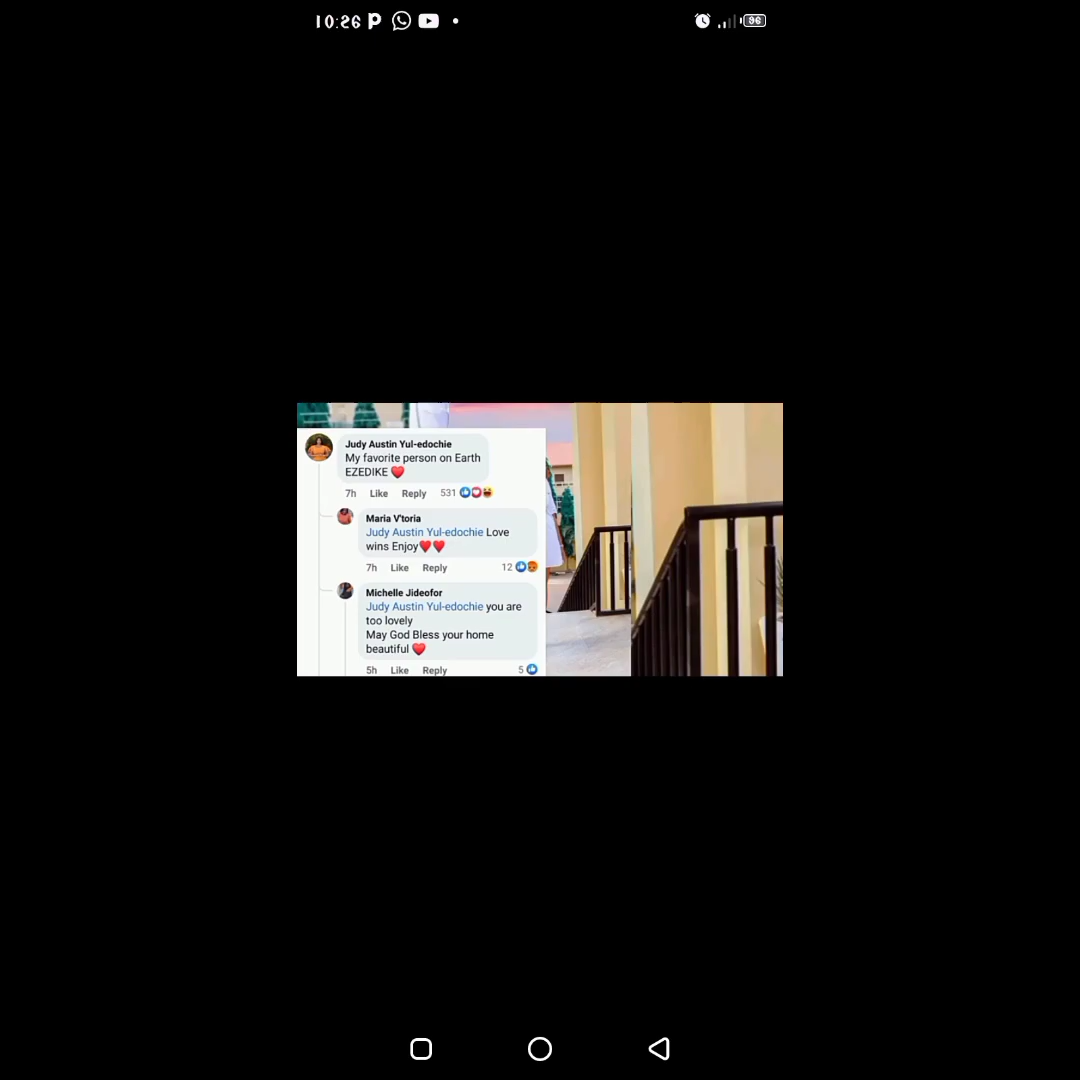 10:26
96
Judy Austin Yul-edochie
My favorite person on Earth
EZEDIKE ❤️
7h Like Reply 531
Maria V'toria
Judy Austin Yul-edochie Love
wins Enjoy❤️❤️
7h Like Reply 12
Michelle Jideofor
Judy Austin Yul-edochie you are
too lovely
May God Bless your home
beautiful ❤️
5h Like Reply 5